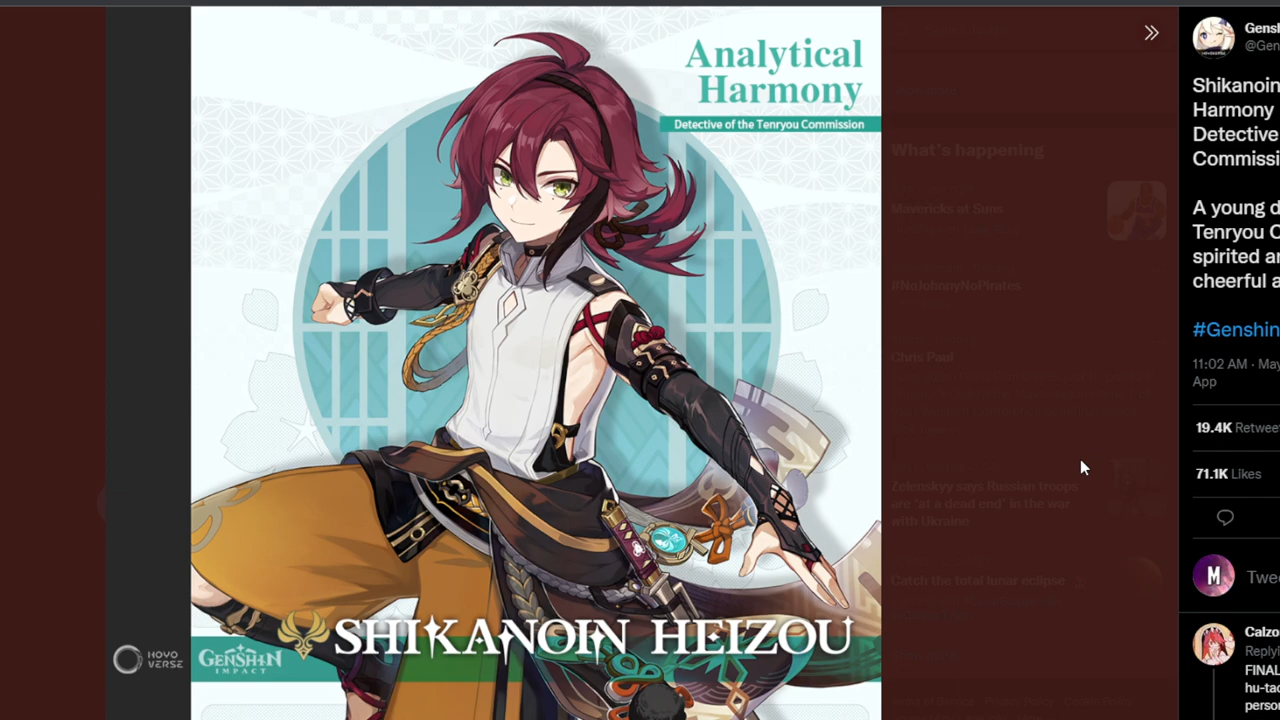 Analytical
Harmony
Detective of the Tenryou Commission
SHIKANOIN HEIZOU
GENSHIN
IMPACT
HOYO
VERSE
What's happening
Mavericks at Suns
#NoJohnnyNoPirates
Chris Paul
Zelenskyy says Russian troops
are 'at a dead end' in the war
with Ukraine
Catch the total lunar eclipse
Gensh
@Gen
Shikanoin
Harmony
Detective
Commissi
A young d
Tenryou C
spirited an
cheerful a
#Genshin
11:02 AM · May
App
19.4K Retweet
71.1K Likes
M
Twee
Calzo
Replyi
FINAL
hu-tao
person